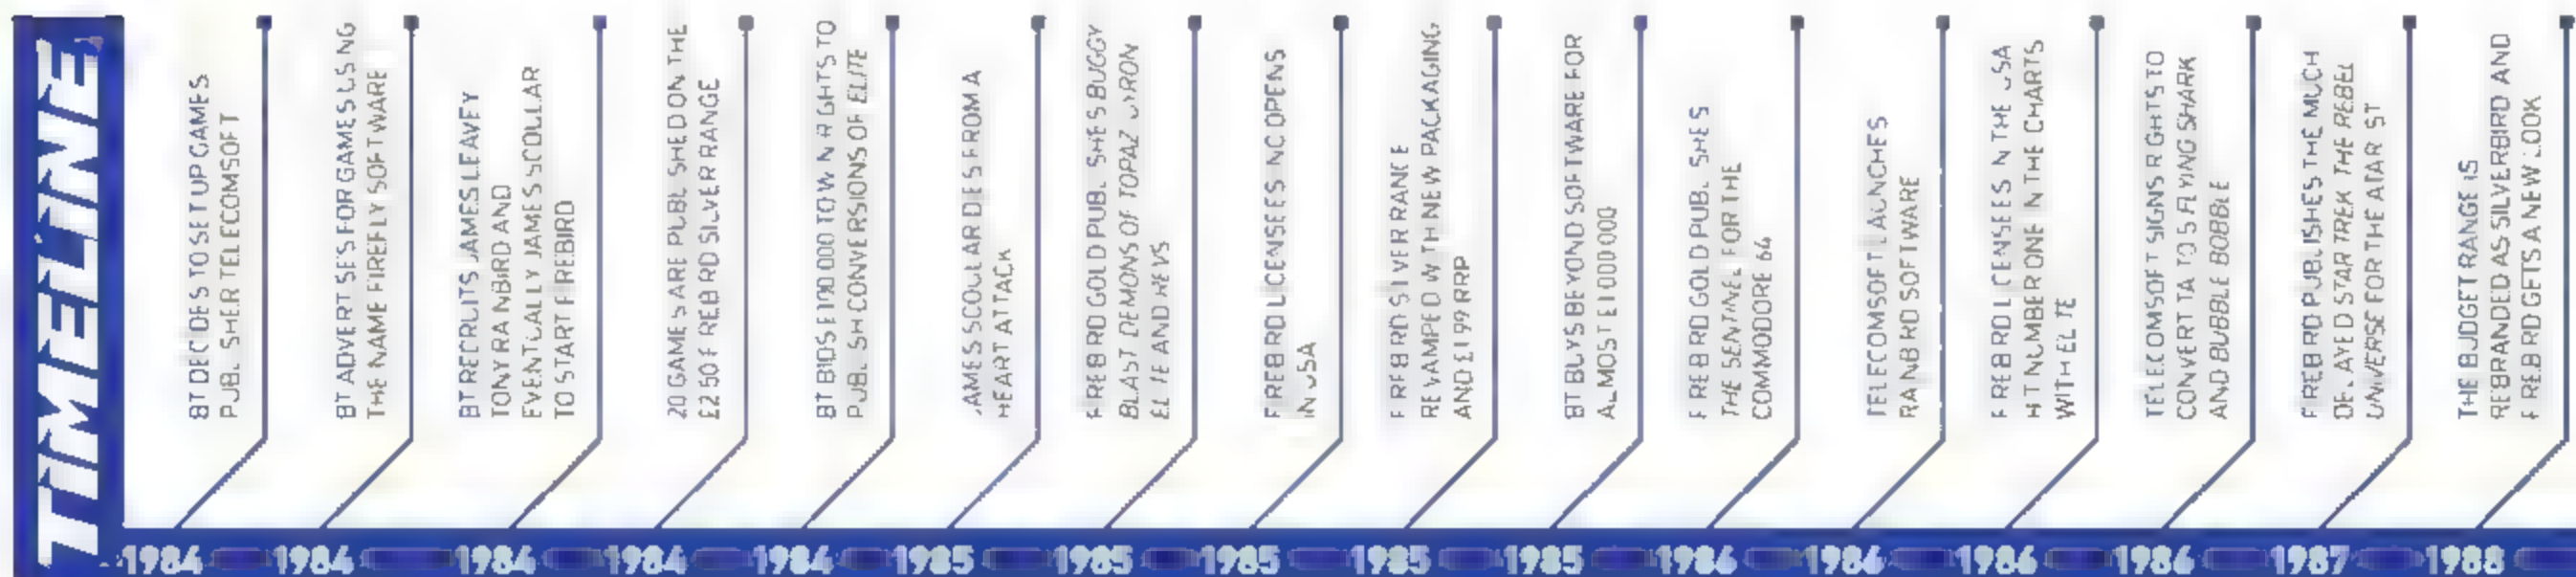 TIMELINE
BT DECIDES TO SET UP GAMES
PUBLISHER TELECOMSOFT
BT ADVERTISES FOR GAMES USING
THE NAME FIREFLY SOFTWARE
BT RECRUITS JAMES LEAVEY
TONY RAINBIRD AND
EVENTUALLY JAMES SCOULAR
TO START FIREBIRD
20 GAMES ARE PUBLISHED ON THE
£2.50 FIREBIRD SILVER RANGE
BT BIDS £100,000 TO WIN RIGHTS TO
PUBLISH CONVERSIONS OF ELITE
JAMES SCOULAR DIES FROM A
HEART ATTACK
FIREBIRD GOLD PUBLISHES BUGGY
BLAST, DEMONS OF TOPAZ, GYRON,
ELITE AND REVS
FIREBIRD LICENSEES INC OPENS
IN USA
FIREBIRD SILVER RANGE
REVAMPED WITH NEW PACKAGING
AND £1.99 RRP
BT BUYS BEYOND SOFTWARE FOR
ALMOST £1,000,000
FIREBIRD GOLD PUBLISHES
THE SENTINEL FOR THE
COMMODORE 64
TELECOMSOFT LAUNCHES
RAINBIRD SOFTWARE
FIREBIRD LICENSEES IN THE USA
HIT NUMBER ONE IN THE CHARTS
WITH ELITE
TELECOMSOFT SIGNS RIGHTS TO
CONVERT TAITO'S FLYING SHARK
AND BUBBLE BOBBLE
FIREBIRD PUBLISHES THE MUCH
DELAYED STAR TREK: THE REBEL
UNIVERSE FOR THE ATARI ST
THE BUDGET RANGE IS
REBRANDED AS SILVERBIRD AND
FIREBIRD GETS A NEW LOOK
1984 1984 1984 1984 1984 1985 1985 1985 1985 1985 1986 1986 1986 1986 1987 1988